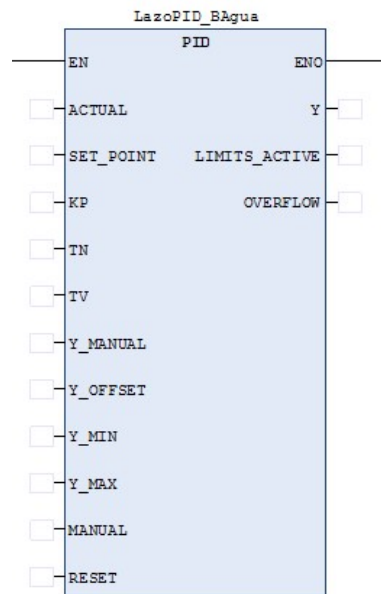 LazoPID_BAgua
PID
EN ENO
ACTUAL Y
SET_POINT LIMITS_ACTIVE
KP OVERFLOW
TN
TV
Y_MANUAL
Y_OFFSET
Y_MIN
Y_MAX
MANUAL
RESET